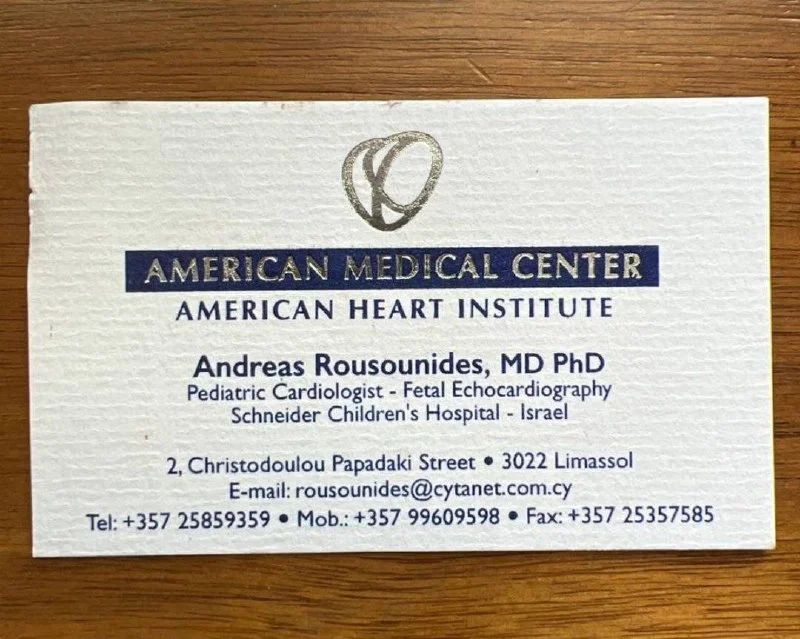 AMERICAN MEDICAL CENTER
AMERICAN HEART INSTITUTE
Andreas Rousounides, MD PhD
Pediatric Cardiologist - Fetal Echocardiography
Schneider Children's Hospital - Israel
2, Christodoulou Papadaki Street • 3022 Limassol
E-mail: rousounides@cytanet.com.cy
Tel: +357 25859359 • Mob.: +357 99609598 • Fax: +357 25357585